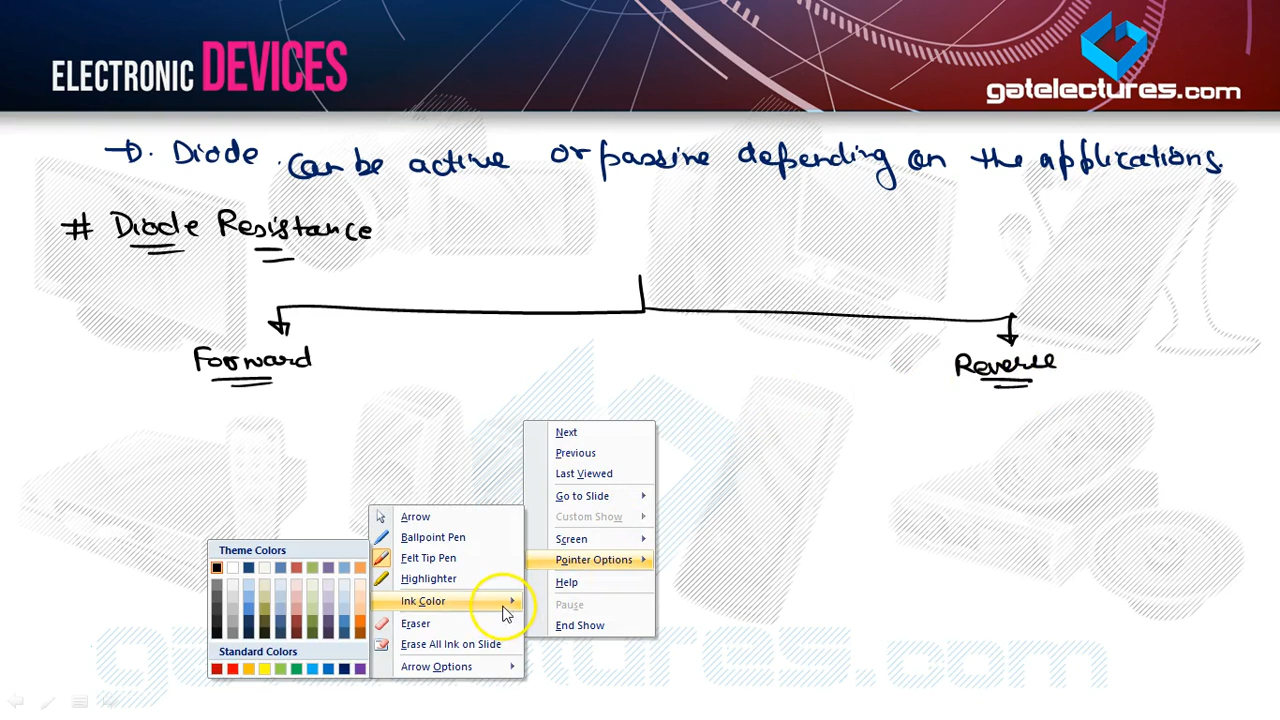 ELECTRONIC DEVICES
gatelectures.com
→ Diode can be active or passive depending on the applications.
# Diode Resistance
Forward
Reverse
Next
Previous
Last Viewed
Go to Slide
Custom Show
Screen
Pointer Options
Help
Pause
End Show
Arrow
Ballpoint Pen
Felt Tip Pen
Highlighter
Ink Color
Eraser
Erase All Ink on Slide
Arrow Options
Theme Colors
Standard Colors
gatelectures.com